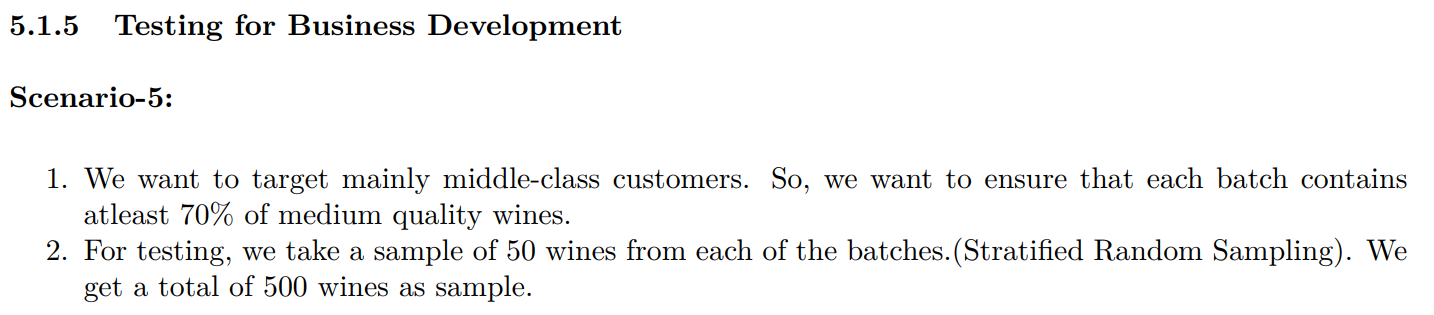 5.1.5 Testing for Business Development
Scenario-5:
1. We want to target mainly middle-class customers. So, we want to ensure that each batch contains
atleast 70% of medium quality wines.
2. For testing, we take a sample of 50 wines from each of the batches.(Stratified Random Sampling). We
get a total of 500 wines as sample.